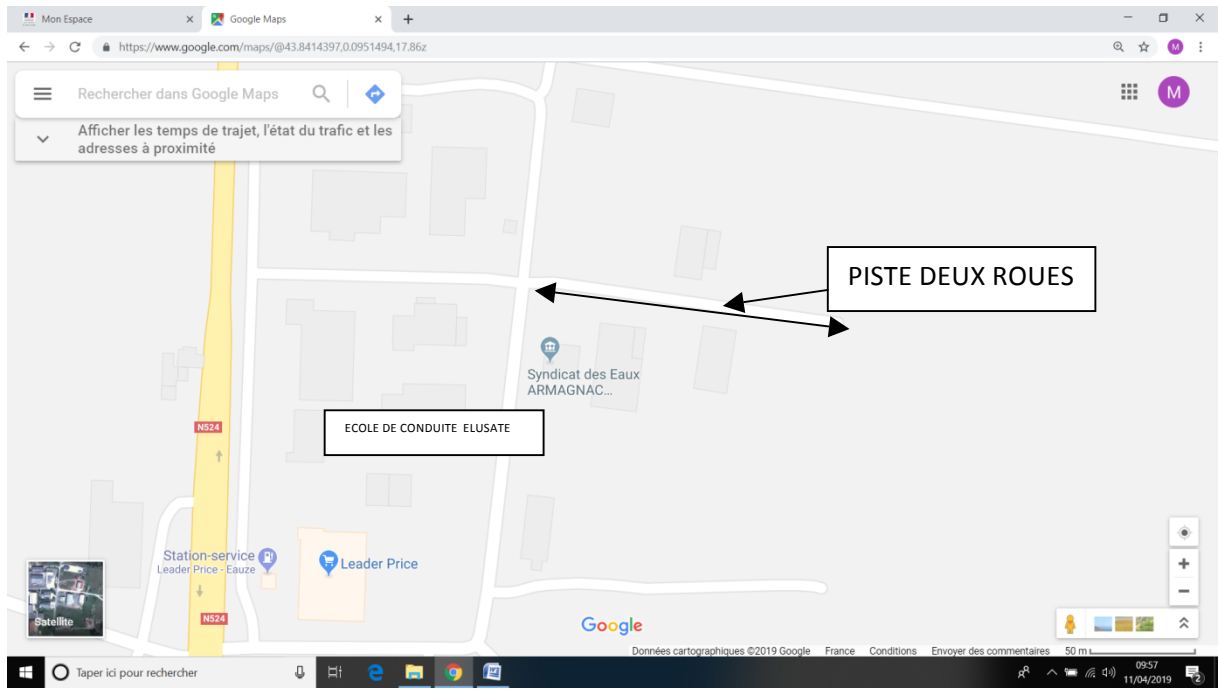 Mon Espace
Google Maps
https://www.google.com/maps/@43.8414397,0.0951494,17.86z
M
Rechercher dans Google Maps
M
Afficher les temps de trajet, l'état du trafic et les
adresses à proximité
PISTE DEUX ROUES
Syndicat des Eaux
ARMAGNAC...
ECOLE DE CONDUITE ELUSATE
N524
Station-service
Leader Price - Eauze
Leader Price
N524
Satellite
Google
Données cartographiques ©2019 Google France Conditions Envoyer des commentaires 50 m
Taper ici pour rechercher
09:57
11/04/2019
2